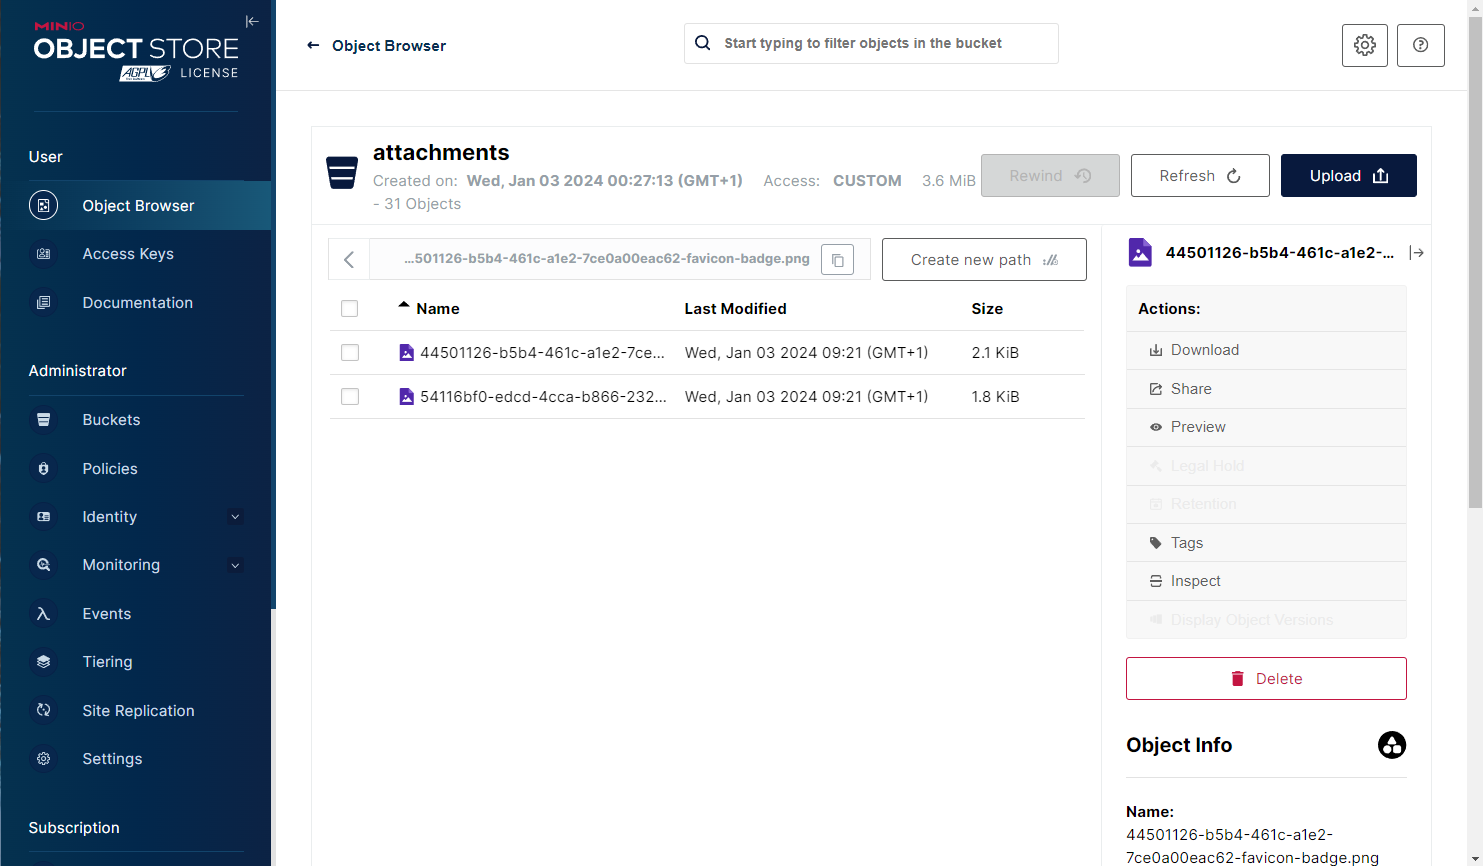 MINIO
OBJECT STORE
AGPL V3 LICENSE
User
Object Browser
Access Keys
Documentation
Administrator
Buckets
Policies
Identity
Monitoring
Events
Tiering
Site Replication
Settings
Subscription
Object Browser
Start typing to filter objects in the bucket
attachments
Created on: Wed, Jan 03 2024 00:27:13 (GMT+1) Access: CUSTOM 3.6 MiB
- 31 Objects
Rewind
Refresh
Upload
...501126-b5b4-461c-a1e2-7ce0a00eac62-favicon-badge.png
Create new path
Name Last Modified Size
44501126-b5b4-461c-a1e2-7ce... Wed, Jan 03 2024 09:21 (GMT+1) 2.1 KiB
54116bf0-edcd-4cca-b866-232... Wed, Jan 03 2024 09:21 (GMT+1) 1.8 KiB
44501126-b5b4-461c-a1e2-...
Actions:
Download
Share
Preview
Legal Hold
Retention
Tags
Inspect
Display Object Versions
Delete
Object Info
Name:
44501126-b5b4-461c-a1e2-
7ce0a00eac62-favicon-badge.png